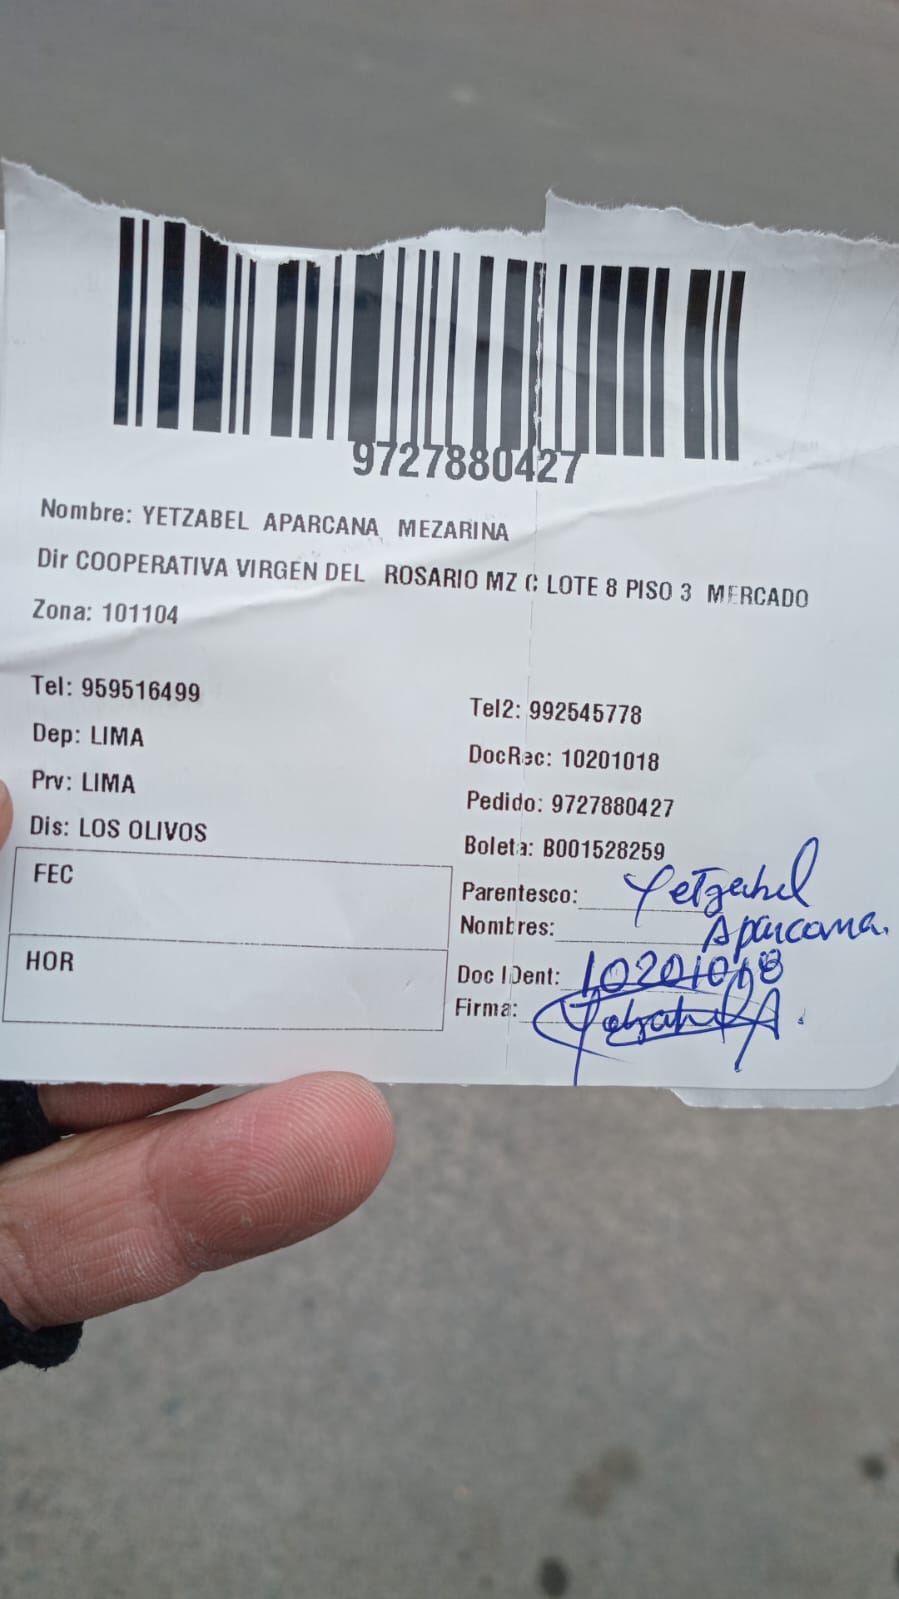 9727880427
Nombre: YETZABEL APARCANA MEZARINA
Dir COOPERATIVA VIRGEN DEL ROSARIO MZ C LOTE 8 PISO 3 MERCADO
Zona: 101104
Tel: 959516499
Tel2: 992545778
Dep: LIMA
DocRec: 10201018
Prv: LIMA
Pedido: 9727880427
Dis: LOS OLIVOS
Boleta: B001528259
FEC
Parentesco: Yetzabel
Nombres: Aparcana.
HOR
Doc IDent: 10201018
Firma: Yetzabel A.